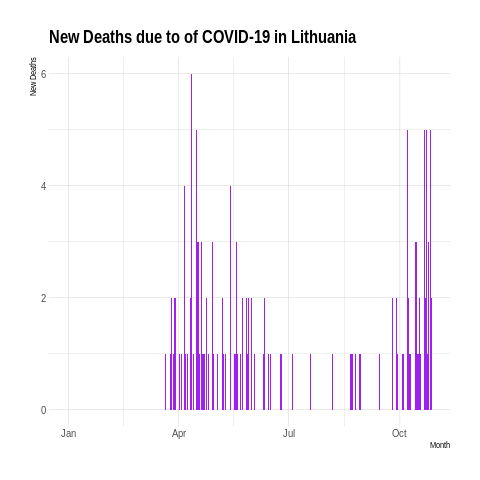 New Deaths due to of COVID-19 in Lithuania
New Deaths
6
4
2
0
Jan Apr Jul Oct
Month